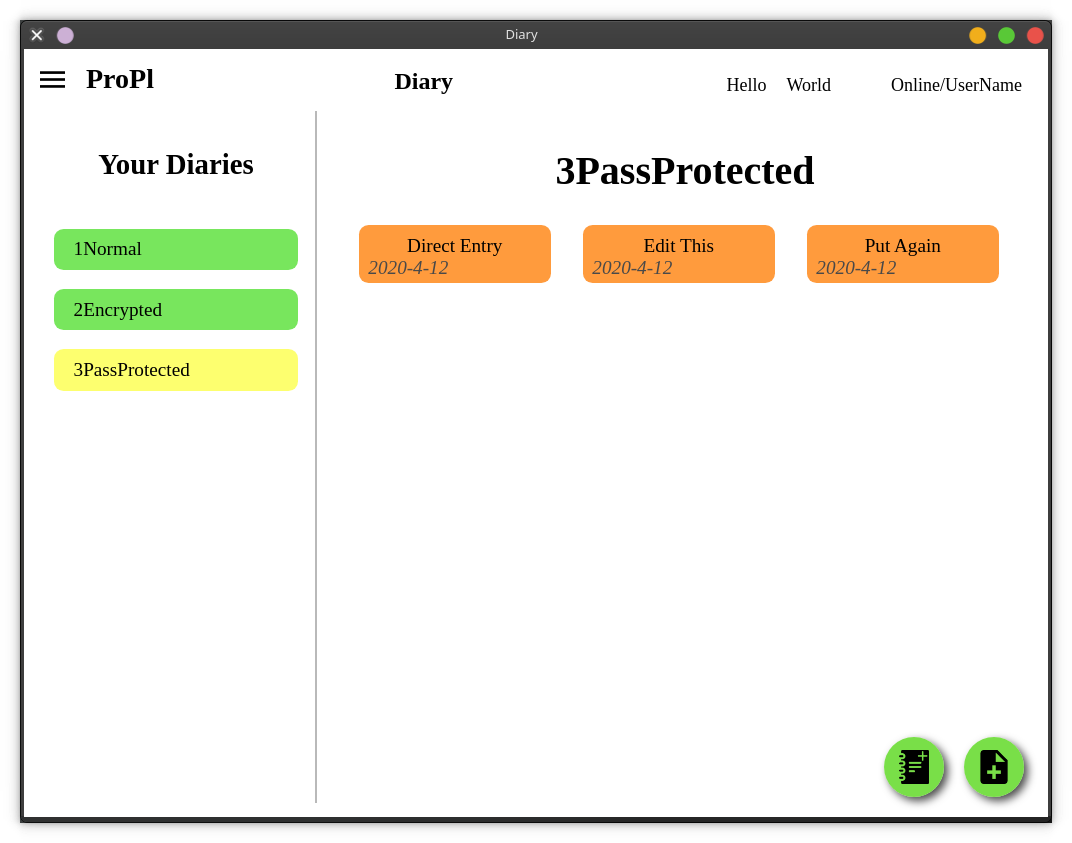 Diary
ProPl
Diary
Hello World Online/UserName
Your Diaries
1Normal
2Encrypted
3PassProtected
3PassProtected
Direct Entry
2020-4-12
Edit This
2020-4-12
Put Again
2020-4-12